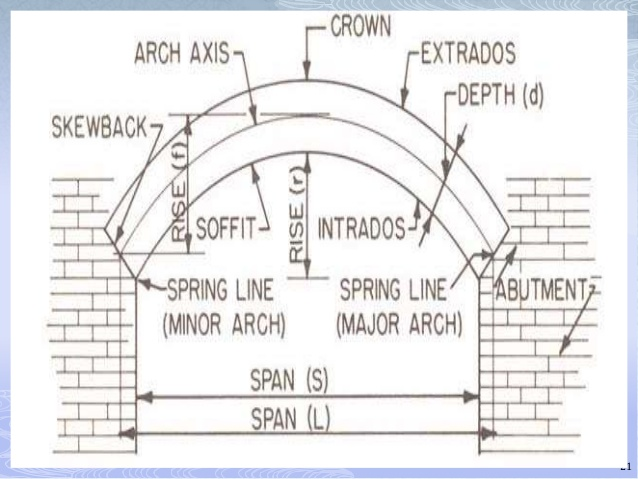 CROWN
ARCH AXIS
EXTRADOS
DEPTH (d)
SKEWBACK
RISE (f)
SOFFIT
RISE (r)
INTRADOS
SPRING LINE
(MINOR ARCH)
SPRING LINE
(MAJOR ARCH)
ABUTMENT
SPAN (S)
SPAN (L)
21